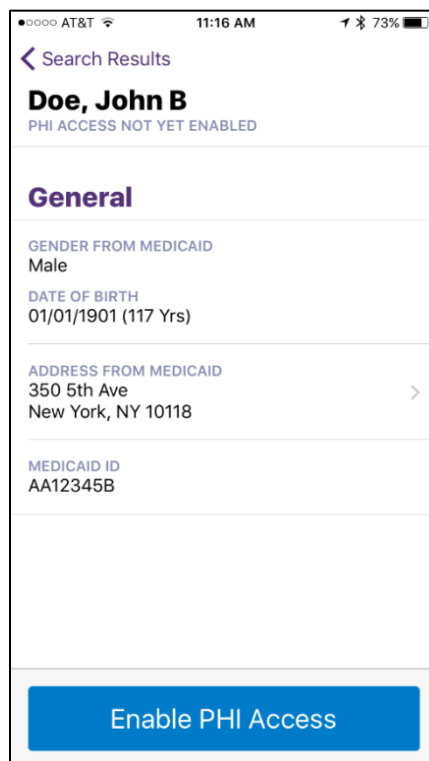 AT&T 11:16 AM 73%
Search Results
Doe, John B
PHI ACCESS NOT YET ENABLED
General
GENDER FROM MEDICAID
Male
DATE OF BIRTH
01/01/1901 (117 Yrs)
ADDRESS FROM MEDICAID
350 5th Ave
New York, NY 10118
MEDICAID ID
AA12345B
Enable PHI Access